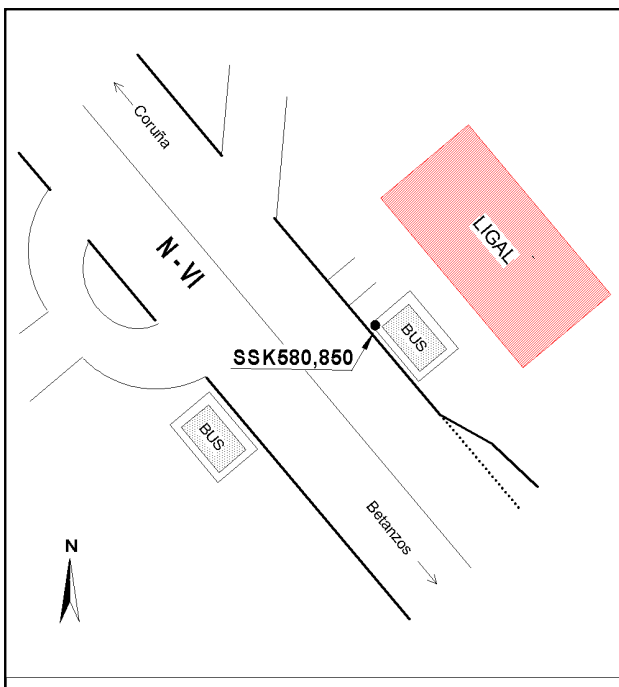 Coruña
N - VI
LIGAL
BUS
SSK580,850
BUS
Betanzos
N